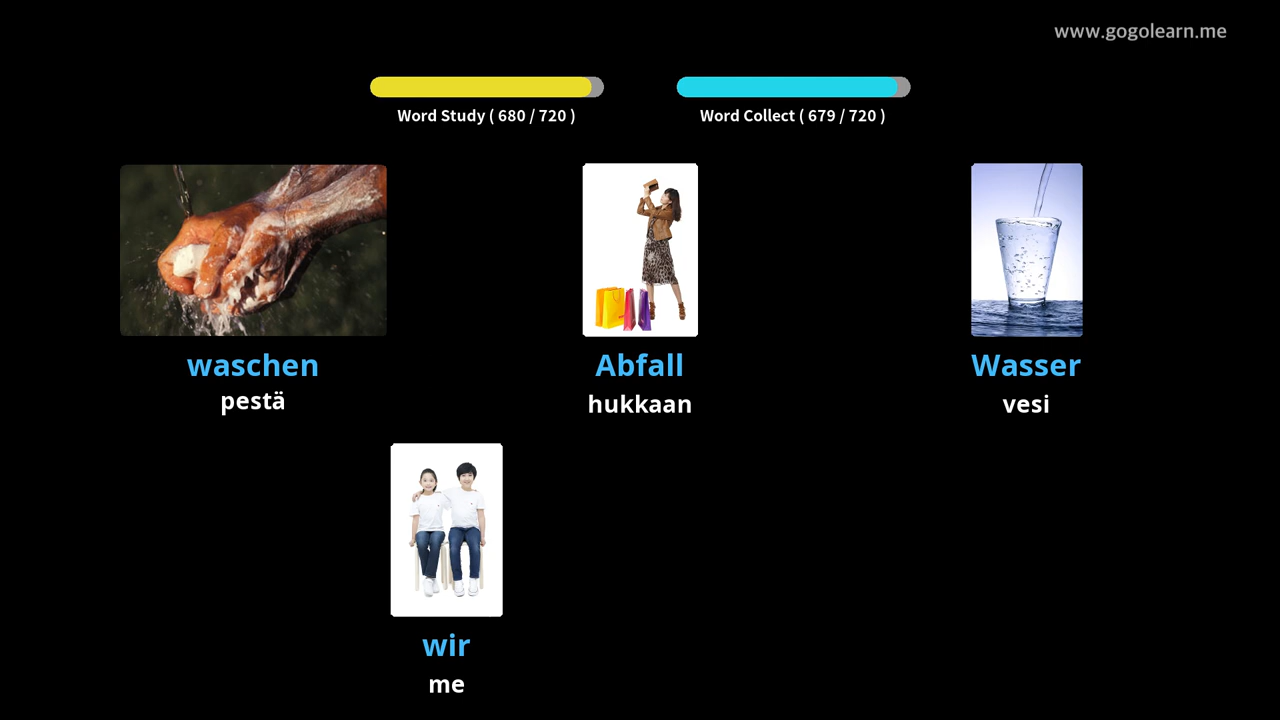 www.gogolearn.me
Word Study ( 680 / 720 )
Word Collect ( 679 / 720 )
waschen
pestä
Abfall
hukkaan
Wasser
vesi
wir
me